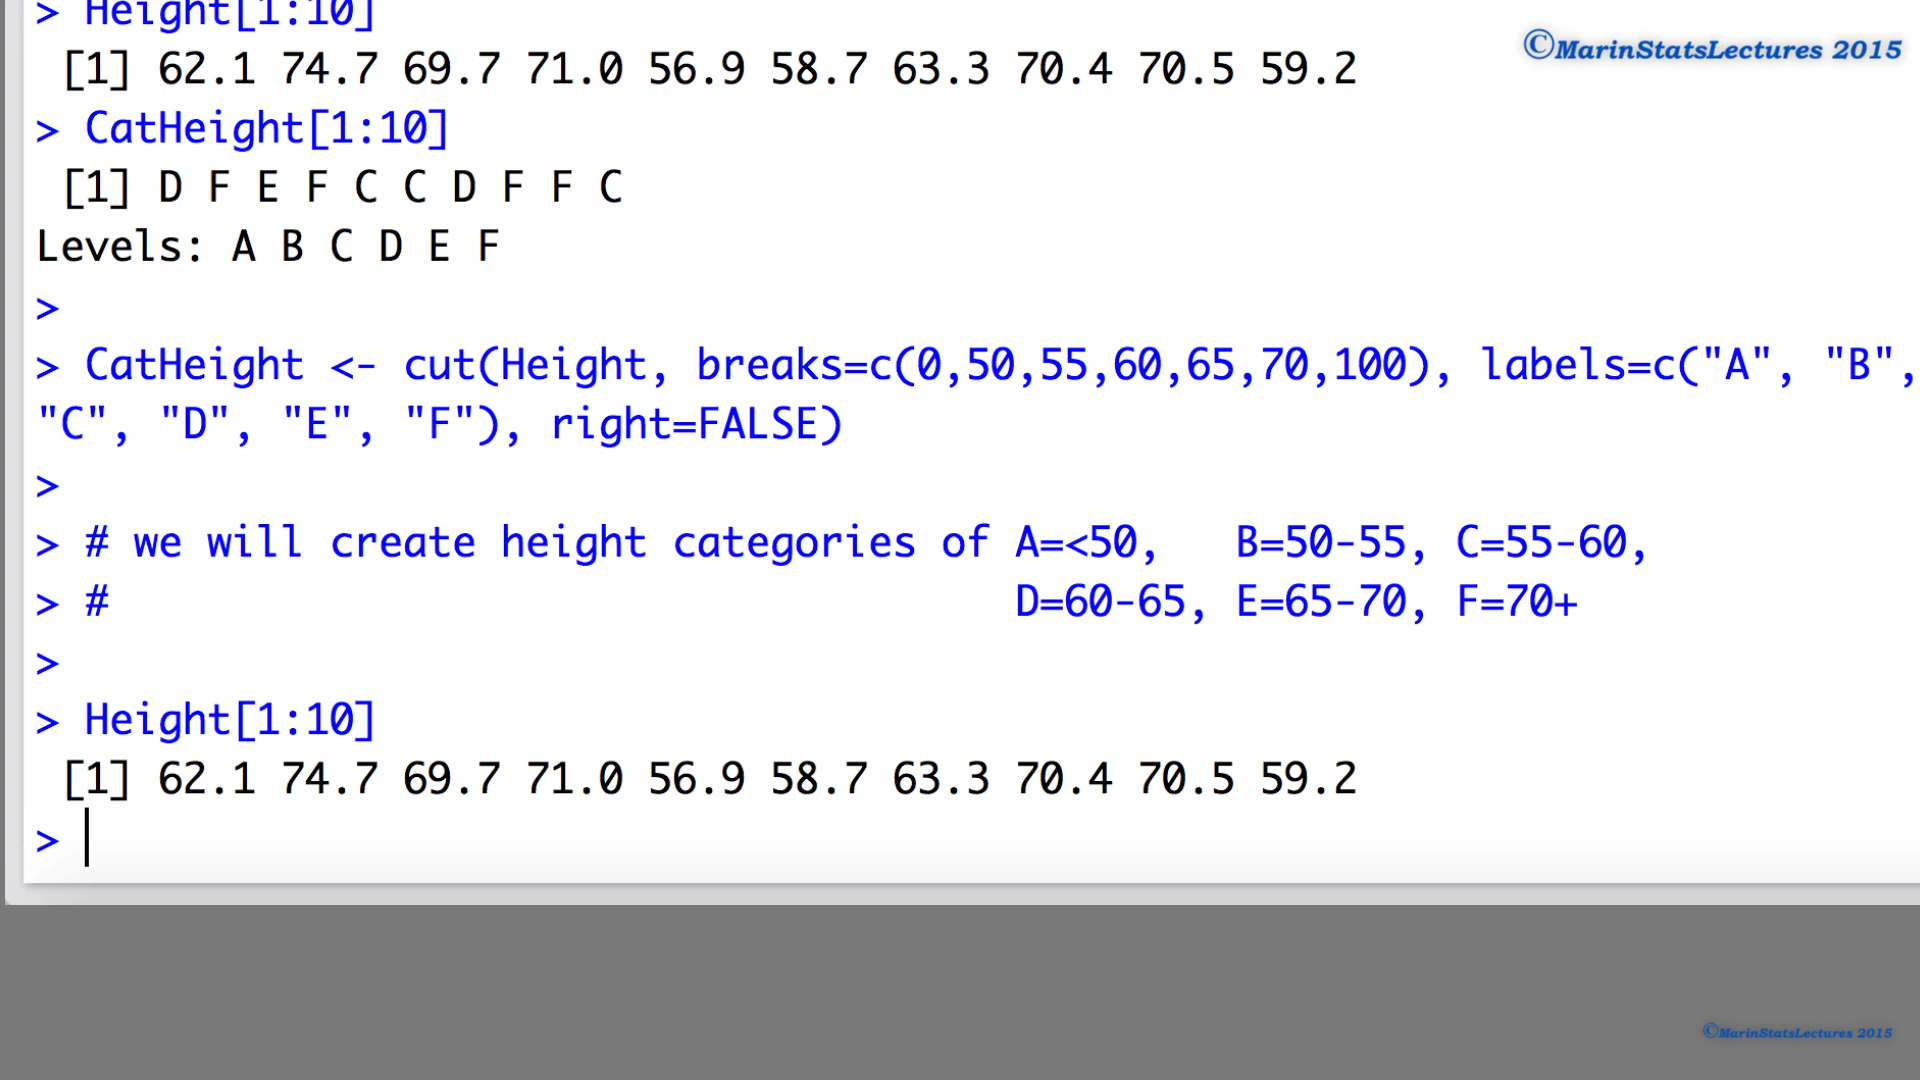 > Height[1:10]
©MarinStatsLectures 2015
[1] 62.1 74.7 69.7 71.0 56.9 58.7 63.3 70.4 70.5 59.2
> CatHeight[1:10]
[1] D F E F C C D F F C
Levels: A B C D E F
>
> CatHeight <- cut(Height, breaks=c(0,50,55,60,65,70,100), labels=c("A", "B",
"C", "D", "E", "F"), right=FALSE)
>
> # we will create height categories of A=<50,   B=50-55, C=55-60,
> #                                     D=60-65, E=65-70, F=70+
>
> Height[1:10]
[1] 62.1 74.7 69.7 71.0 56.9 58.7 63.3 70.4 70.5 59.2
>
©MarinStatsLectures 2015